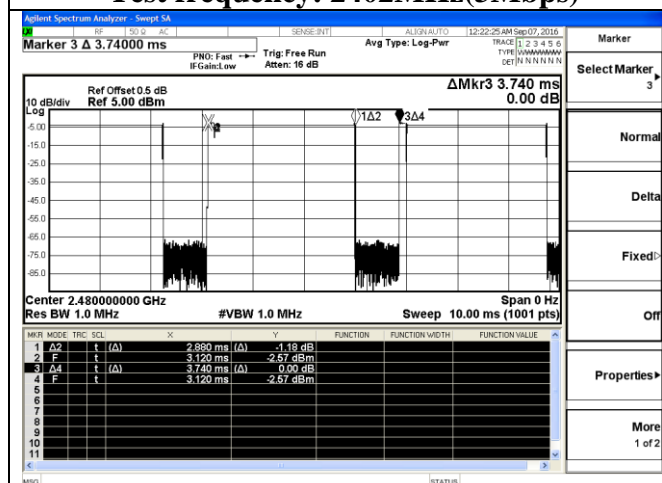 Test frequency: 2402MHz(3Mbps)
Agilent Spectrum Analyzer - Swept SA
RF 50 Ω AC SENSE:INT ALIGN AUTO 12:22:25 AM Sep 07, 2016
Marker 3 Δ 3.74000 ms
PNO: Fast
IFGain:Low
Trig: Free Run
Atten: 16 dB
Avg Type: Log-Pwr
TRACE 1 2 3 4 5 6
TYPE WWWWWW
DET N N N N N N
Marker
Select Marker
3
Normal
Delta
Fixed
Off
Properties
More
1 of 2
ΔMkr3 3.740 ms
0.00 dB
Ref Offset 0.5 dB
10 dB/div Ref 5.00 dBm
Log
1Δ2
3Δ4
-5.00
-15.0
-25.0
-35.0
-45.0
-55.0
-65.0
-75.0
-85.0
Center 2.480000000 GHz Span 0 Hz
Res BW 1.0 MHz #VBW 1.0 MHz Sweep 10.00 ms (1001 pts)
MKR MODE TRC SCL X Y FUNCTION FUNCTION WIDTH FUNCTION VALUE
1 Δ2 t (Δ) 2.880 ms (Δ) -1.18 dB
2 F t 3.120 ms -2.57 dBm
3 Δ4 t (Δ) 3.740 ms (Δ) 0.00 dB
4 F t 3.120 ms -2.57 dBm
5
6
7
8
9
10
11
MSG STATUS